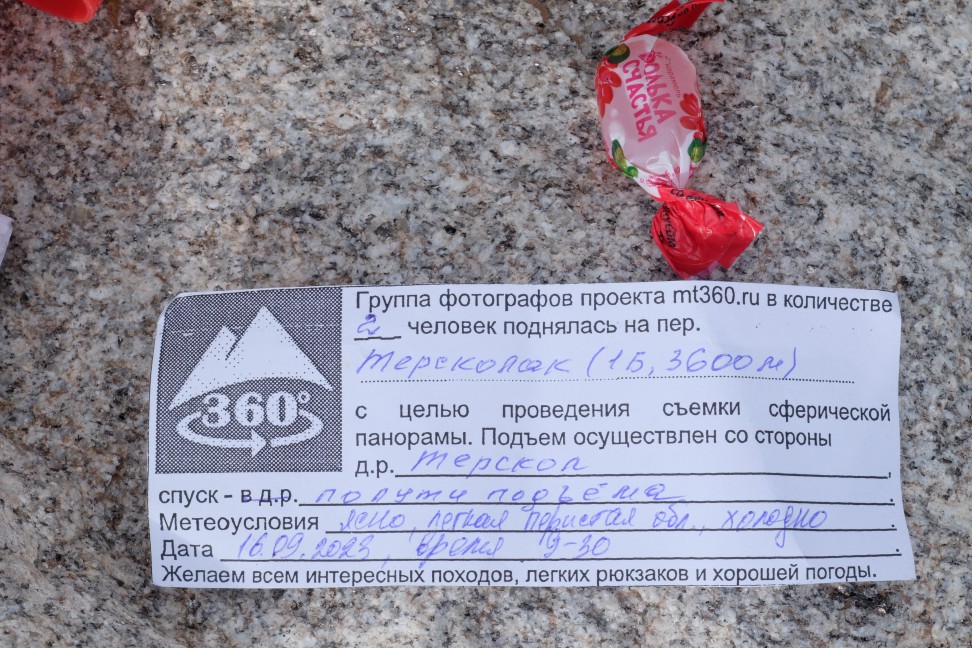 Долька
счастья
360°
Группа фотографов проекта mt360.ru в количестве
2 человек поднялась на пер.
Терсколак (1Б, 3600м)
с целью проведения съемки сферической
панорамы. Подъем осуществлен со стороны
д.р. Терскол,
спуск - в д.р. по пути подъёма.
Метеоусловия ясно, легкая перистая обл., холодно.
Дата 16.09.2023, время 9-30.
Желаем всем интересных походов, легких рюкзаков и хорошей погоды.